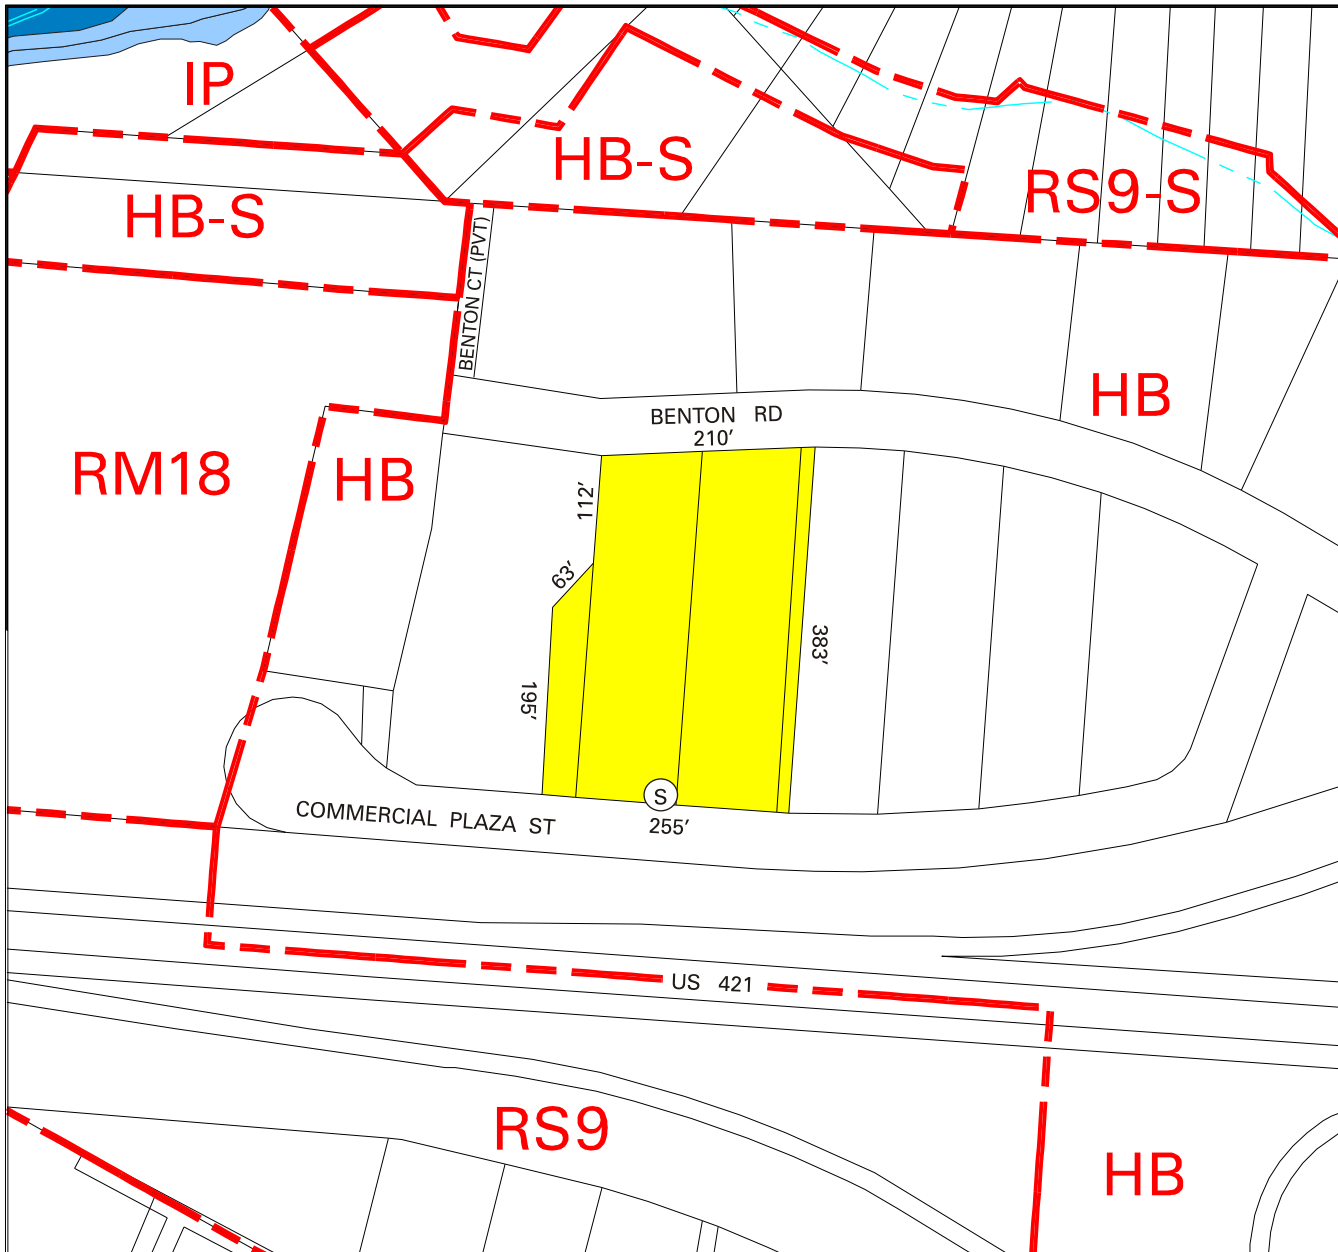 IP
HB-S
RS9-S
HB-S
BENTON CT (PVT)
HB
BENTON RD
210′
RM18
HB
112′
63′
383′
195′
S
COMMERCIAL PLAZA ST
255′
US 421
RS9
HB